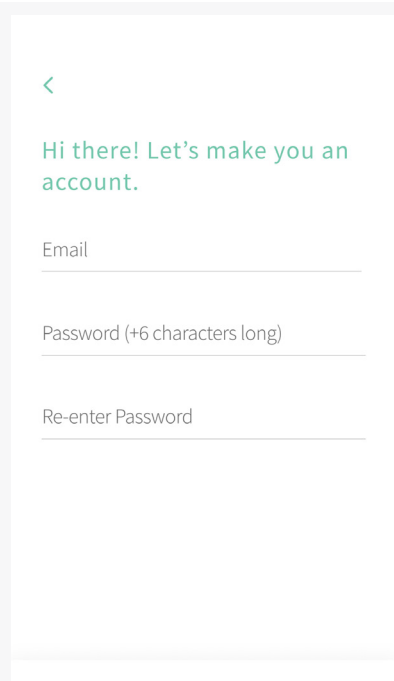 Hi there! Let’s make you an
account.
Email
Password (+6 characters long)
Re-enter Password